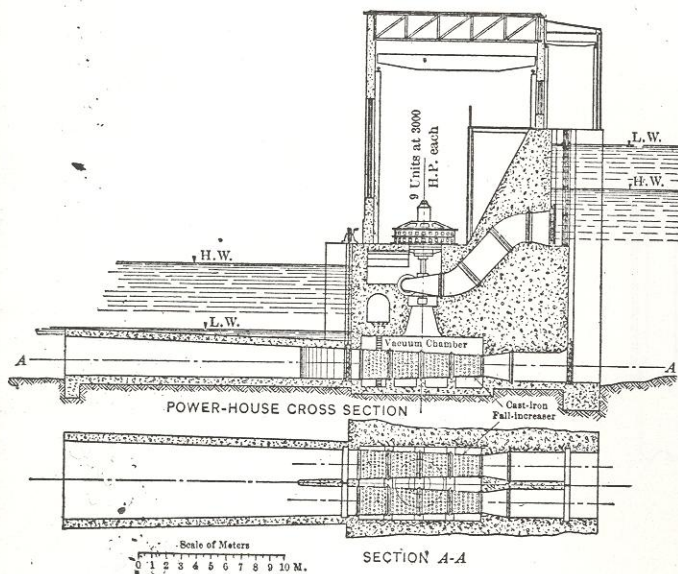 9 Units at 3000
H.P. each
L.W.
H.W.
H.W.
L.W.
Vacuum Chamber
A
A
POWER-HOUSE CROSS SECTION
Cast-Iron
Fall-increaser
Scale of Meters
0 1 2 3 4 5 6 7 8 9 10 M.
SECTION A-A